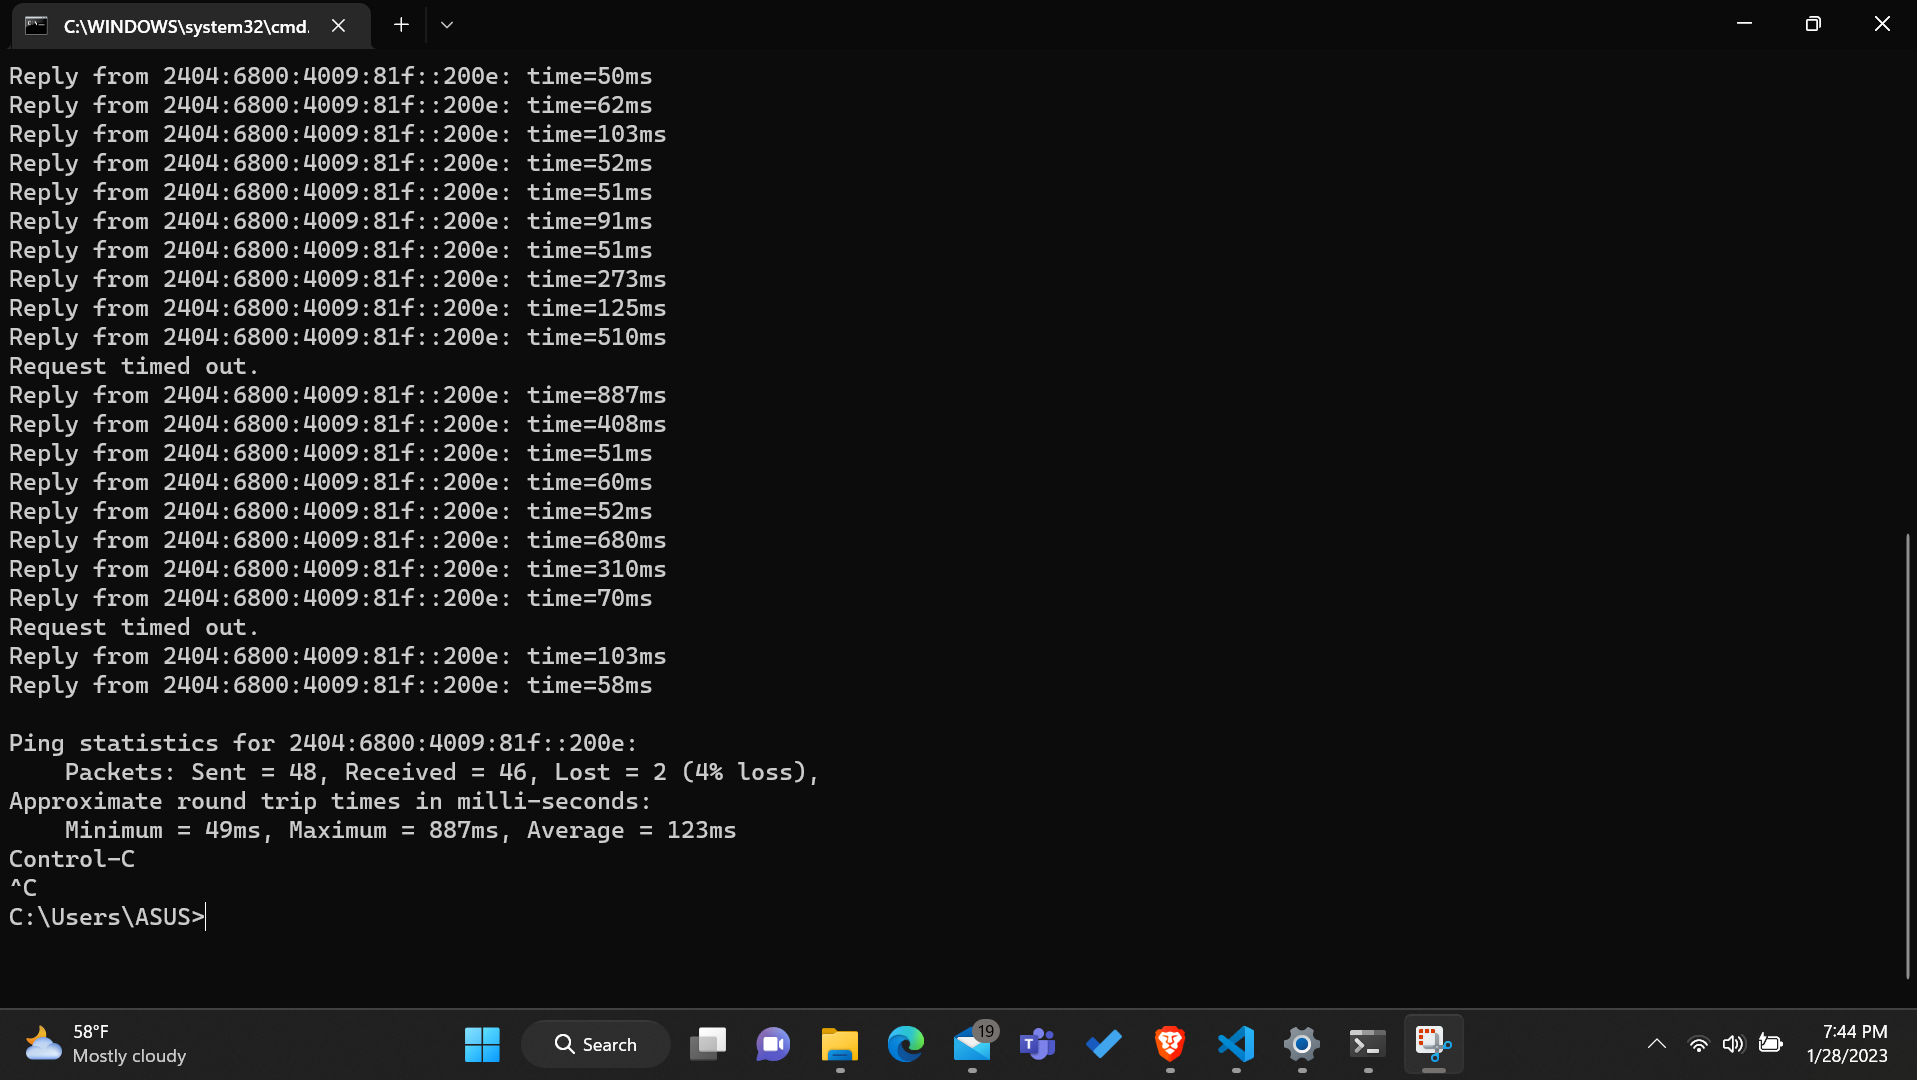 C:\WINDOWS\system32\cmd.
Reply from 2404:6800:4009:81f::200e: time=50ms
Reply from 2404:6800:4009:81f::200e: time=62ms
Reply from 2404:6800:4009:81f::200e: time=103ms
Reply from 2404:6800:4009:81f::200e: time=52ms
Reply from 2404:6800:4009:81f::200e: time=51ms
Reply from 2404:6800:4009:81f::200e: time=91ms
Reply from 2404:6800:4009:81f::200e: time=51ms
Reply from 2404:6800:4009:81f::200e: time=273ms
Reply from 2404:6800:4009:81f::200e: time=125ms
Reply from 2404:6800:4009:81f::200e: time=510ms
Request timed out.
Reply from 2404:6800:4009:81f::200e: time=887ms
Reply from 2404:6800:4009:81f::200e: time=408ms
Reply from 2404:6800:4009:81f::200e: time=51ms
Reply from 2404:6800:4009:81f::200e: time=60ms
Reply from 2404:6800:4009:81f::200e: time=52ms
Reply from 2404:6800:4009:81f::200e: time=680ms
Reply from 2404:6800:4009:81f::200e: time=310ms
Reply from 2404:6800:4009:81f::200e: time=70ms
Request timed out.
Reply from 2404:6800:4009:81f::200e: time=103ms
Reply from 2404:6800:4009:81f::200e: time=58ms
Ping statistics for 2404:6800:4009:81f::200e:
Packets: Sent = 48, Received = 46, Lost = 2 (4% loss),
Approximate round trip times in milli-seconds:
Minimum = 49ms, Maximum = 887ms, Average = 123ms
Control-C
^C
C:\Users\ASUS>
58°F
Mostly cloudy
Search
19
7:44 PM
1/28/2023